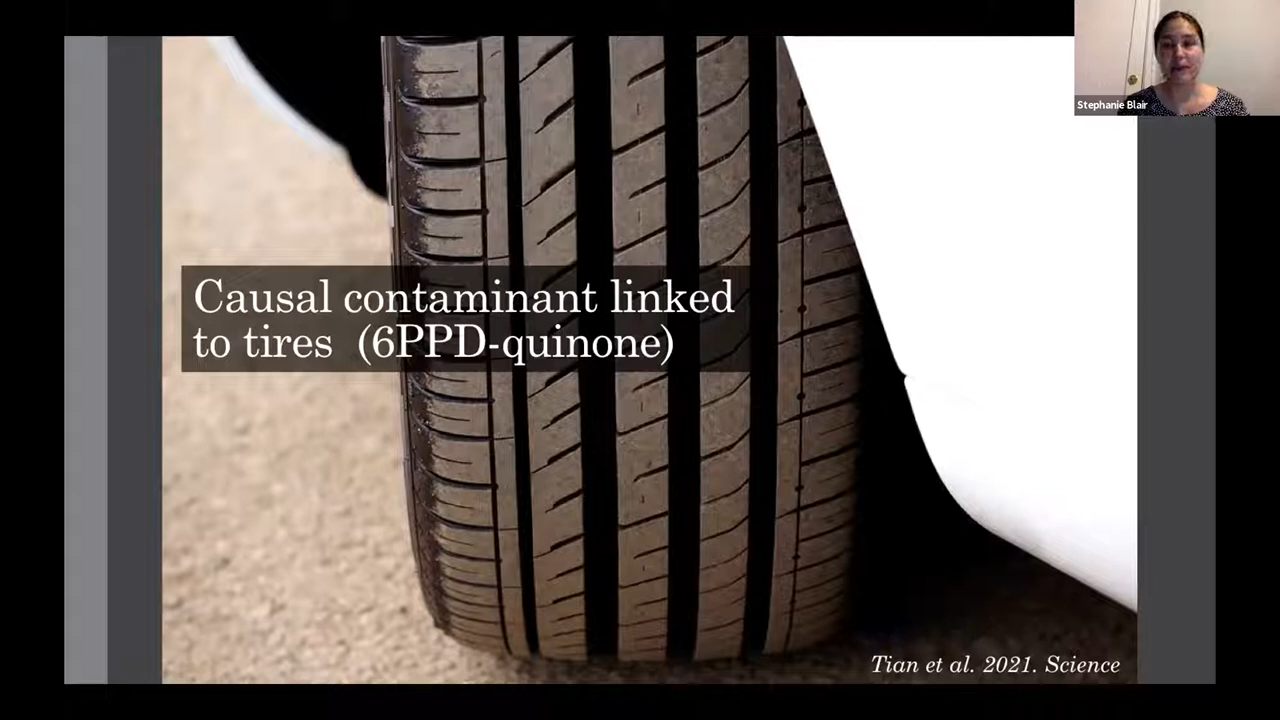 Stephanie Blair
Causal contaminant linked
to tires (6PPD-quinone)
Tian et al. 2021. Science